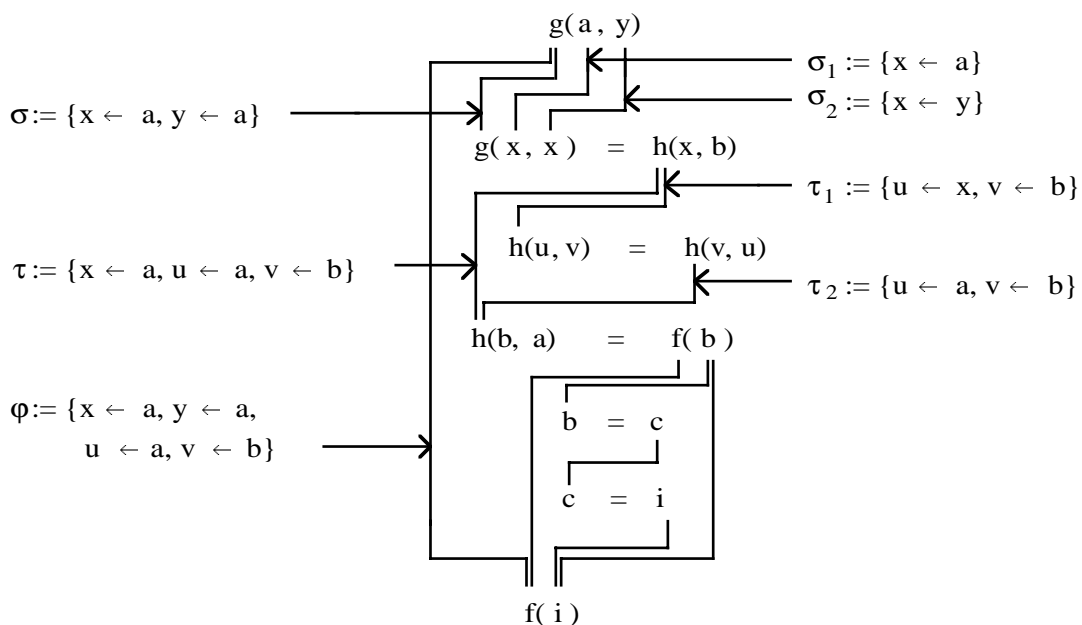 g(a, y)
σ₁ := {x ← a}
σ := {x ← a, y ← a}
σ₂ := {x ← y}
g(x, x) = h(x, b)
τ₁ := {u ← x, v ← b}
h(u, v) = h(v, u)
τ := {x ← a, u ← a, v ← b}
τ₂ := {u ← a, v ← b}
h(b, a) = f( b )
φ := {x ← a, y ← a,
b = c
u ← a, v ← b}
c = i
f( i )